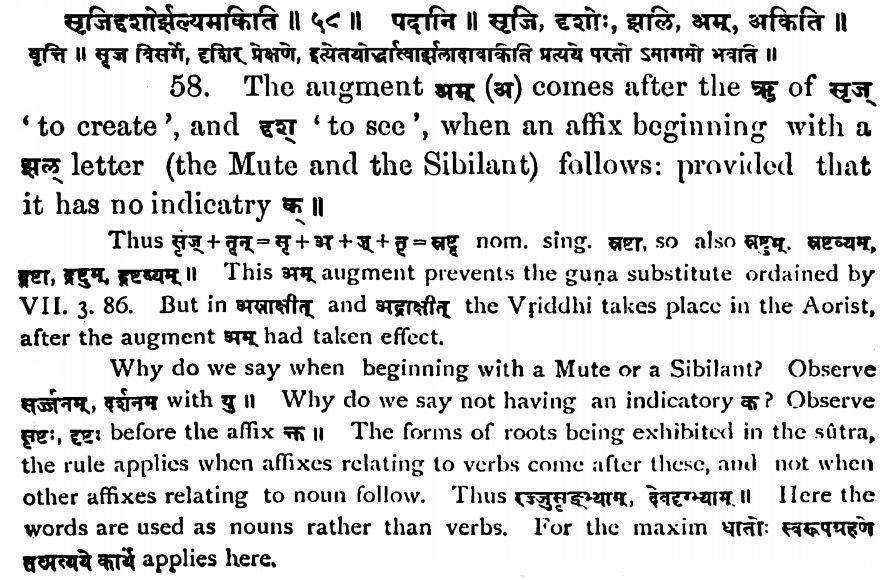 सृजिदृशोर्झल्यमकिति ॥ ५८ ॥ पदानि ॥ सृजि, दृशोः, झलि, अम्, अकिति ॥
वृत्ति ॥ सृज विसर्गे, दृशिर् प्रेक्षणे, इत्येतयोर्द्धात्वोर्झलादावकिति प्रत्यये परतो ऽमागमो भवति ॥
58. The augment अम् (अ) comes after the ऋ of सृज्
‘to create’, and दृश् ‘to see’, when an affix beginning with a
झल् letter (the Mute and the Sibilant) follows: provided that
it has no indicatry क् ॥
Thus सृज् + तृन् = सृ + अ + ज् + तृ = स्रष्टृ nom. sing. स्रष्टा, so also स्रष्टुम्. स्रष्टव्यम,
द्रष्टा, द्रष्टुम, द्रष्टव्यम् ॥ This अम् augment prevents the guṇa substitute ordained by
VII. 3. 86. But in अस्राक्षीत् and अद्राक्षीत् the Vṛiddhi takes place in the Aorist,
after the augment अम् had taken effect.
Why do we say when beginning with a Mute or a Sibilant? Observe
सर्ज्जनम्, दर्शनम with यु ॥ Why do we say not having an indicatory क? Observe
सृष्टः, दृष्टः before the affix क्त ॥ The forms of roots being exhibited in the sûtra,
the rule applies when affixes relating to verbs come after these, and not when
other affixes relating to noun follow. Thus रज्जुसृड्भ्याम्, देवदृग्भ्याम् ॥ Here the
words are used as nouns rather than verbs. For the maxim धातोः स्वरूपग्रहणे
तत्प्रत्यये कार्यं applies here.